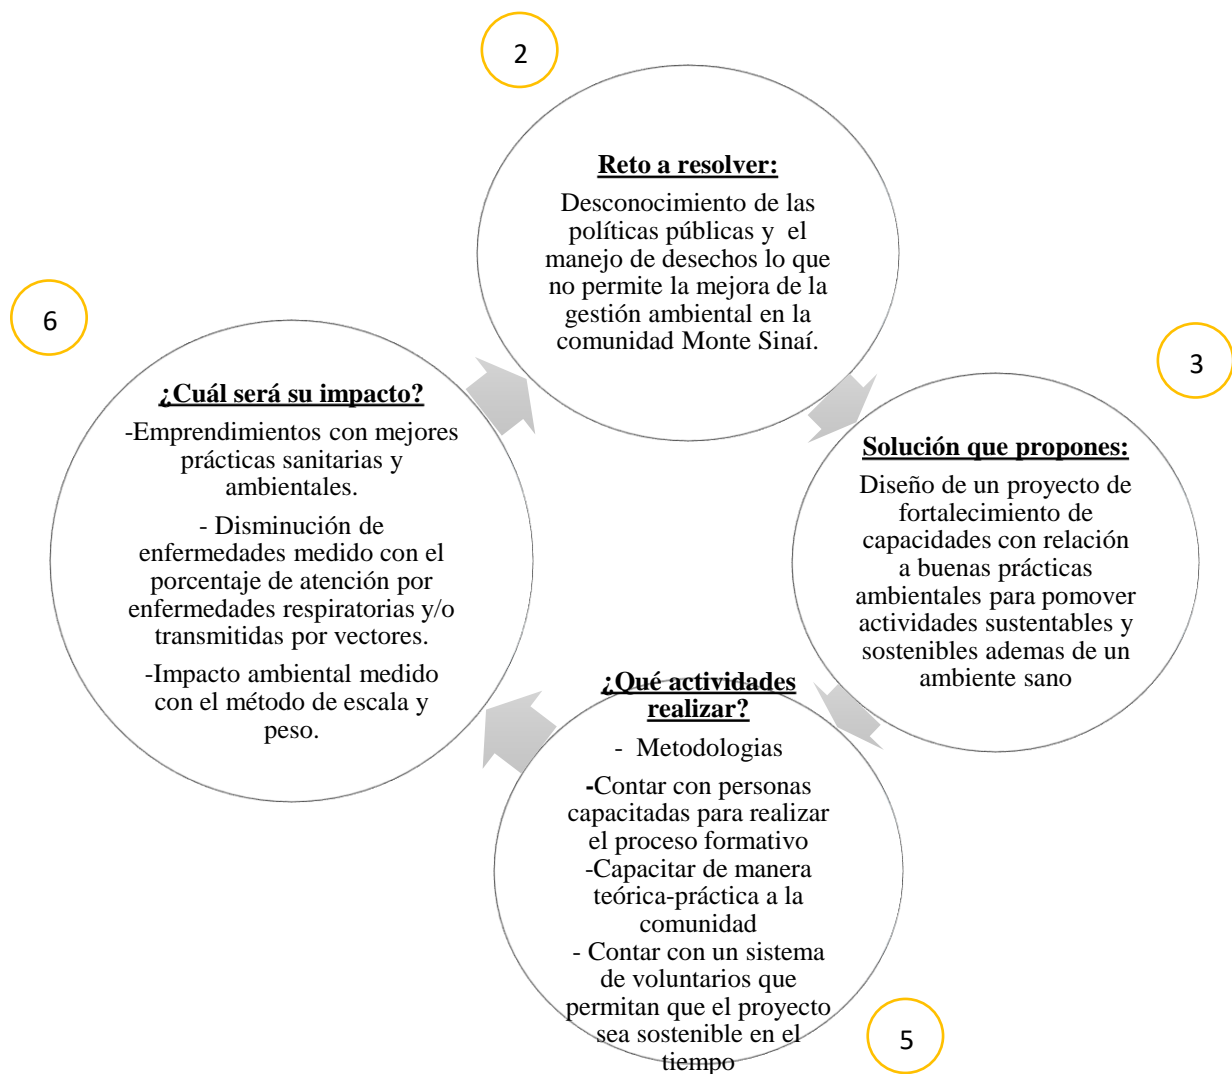 2
Reto a resolver:
Desconocimiento de las
políticas públicas y  el
manejo de desechos lo que
no permite la mejora de la
gestión ambiental en la
comunidad Monte Sinaí.
3
Solución que propones:
Diseño de un proyecto de
fortalecimiento de
capacidades con relación
a buenas prácticas
ambientales para pomover
actividades sustentables y
sostenibles ademas de un
ambiente sano
5
¿Qué actividades
realizar?
-  Metodologias
-Contar con personas
capacitadas para realizar
el proceso formativo
-Capacitar de manera
teórica-práctica a la
comunidad
- Contar con un sistema
de voluntarios que
permitan que el proyecto
sea sostenible en el
tiempo
6
¿Cuál será su impacto?
-Emprendimientos con mejores
prácticas sanitarias y
ambientales.
- Disminución de
enfermedades medido con el
porcentaje de atención por
enfermedades respiratorias y/o
transmitidas por vectores.
-Impacto ambiental medido
con el método de escala y
peso.